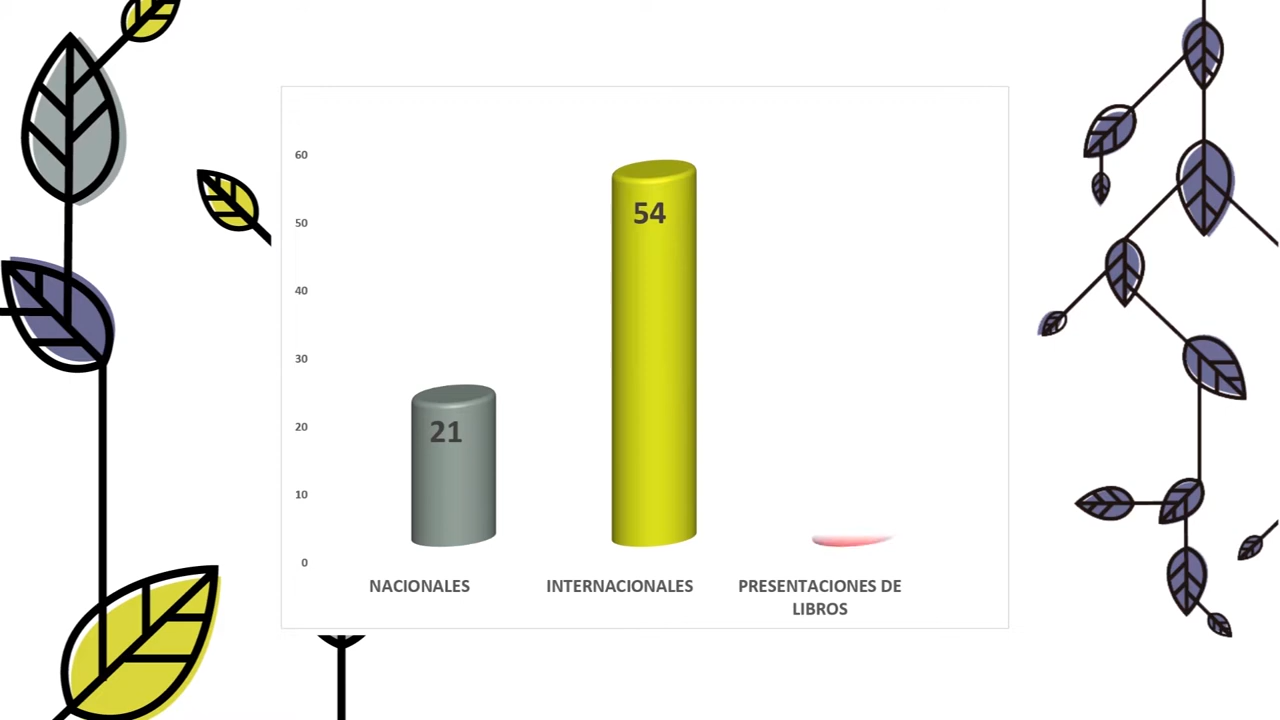 60
50
40
30
20
10
0
21
54
NACIONALES
INTERNACIONALES
PRESENTACIONES DE
LIBROS